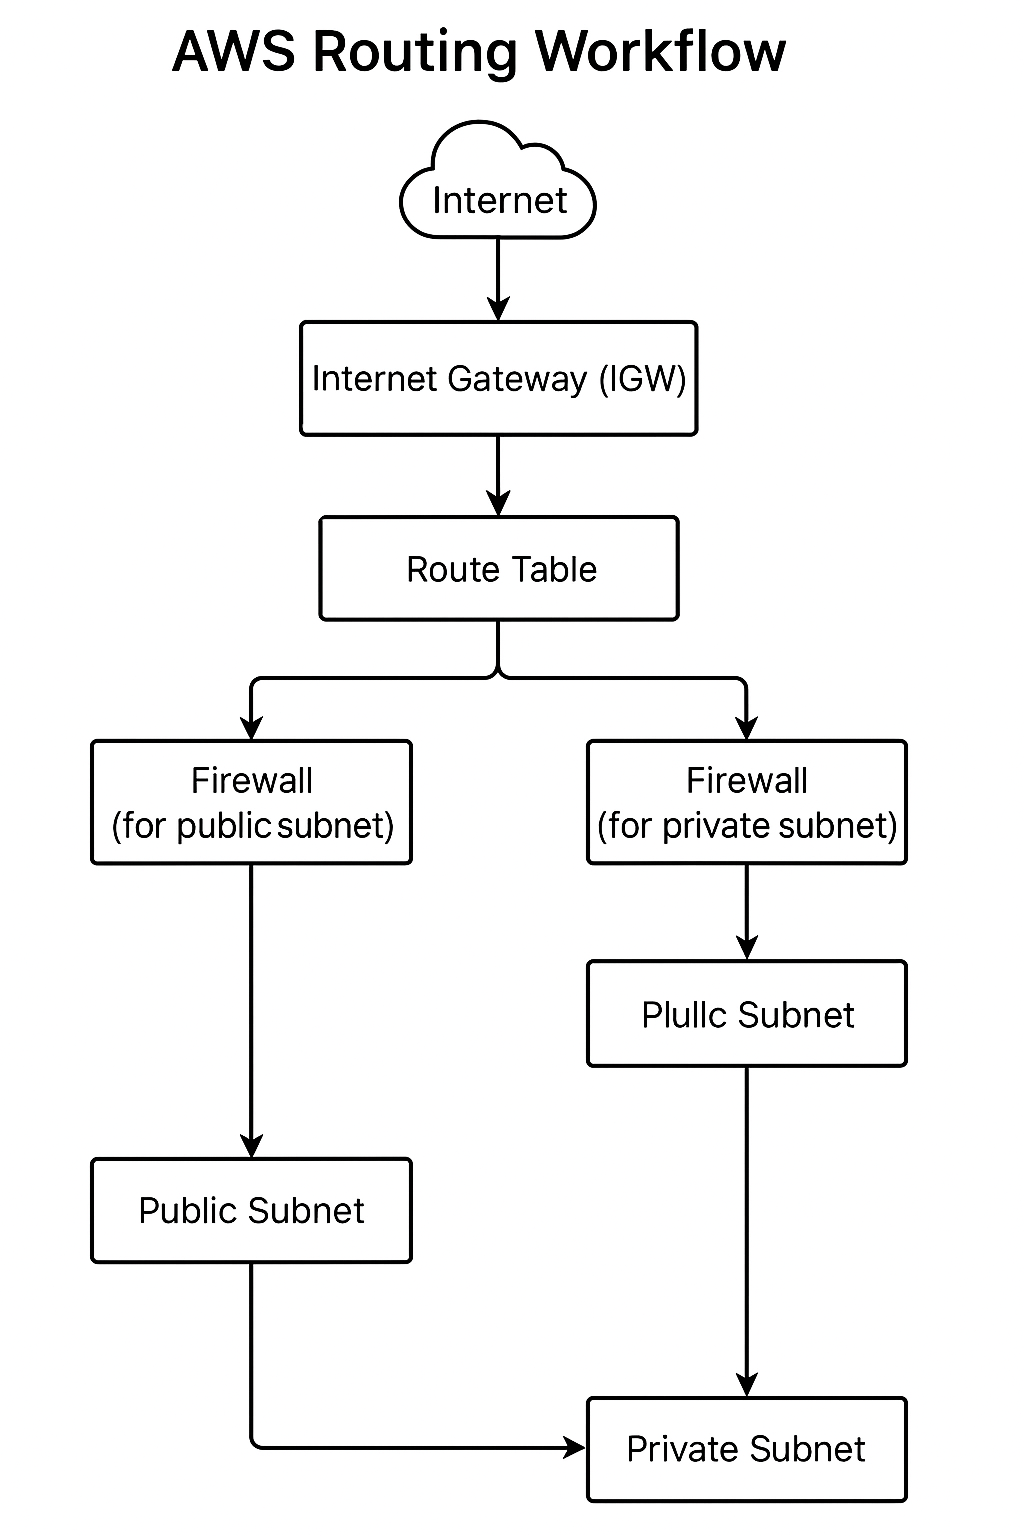 AWS Routing Workflow
Internet
Internet Gateway (IGW)
Route Table
Firewall
(for public subnet)
Firewall
(for private subnet)
Plullc Subnet
Public Subnet
Private Subnet